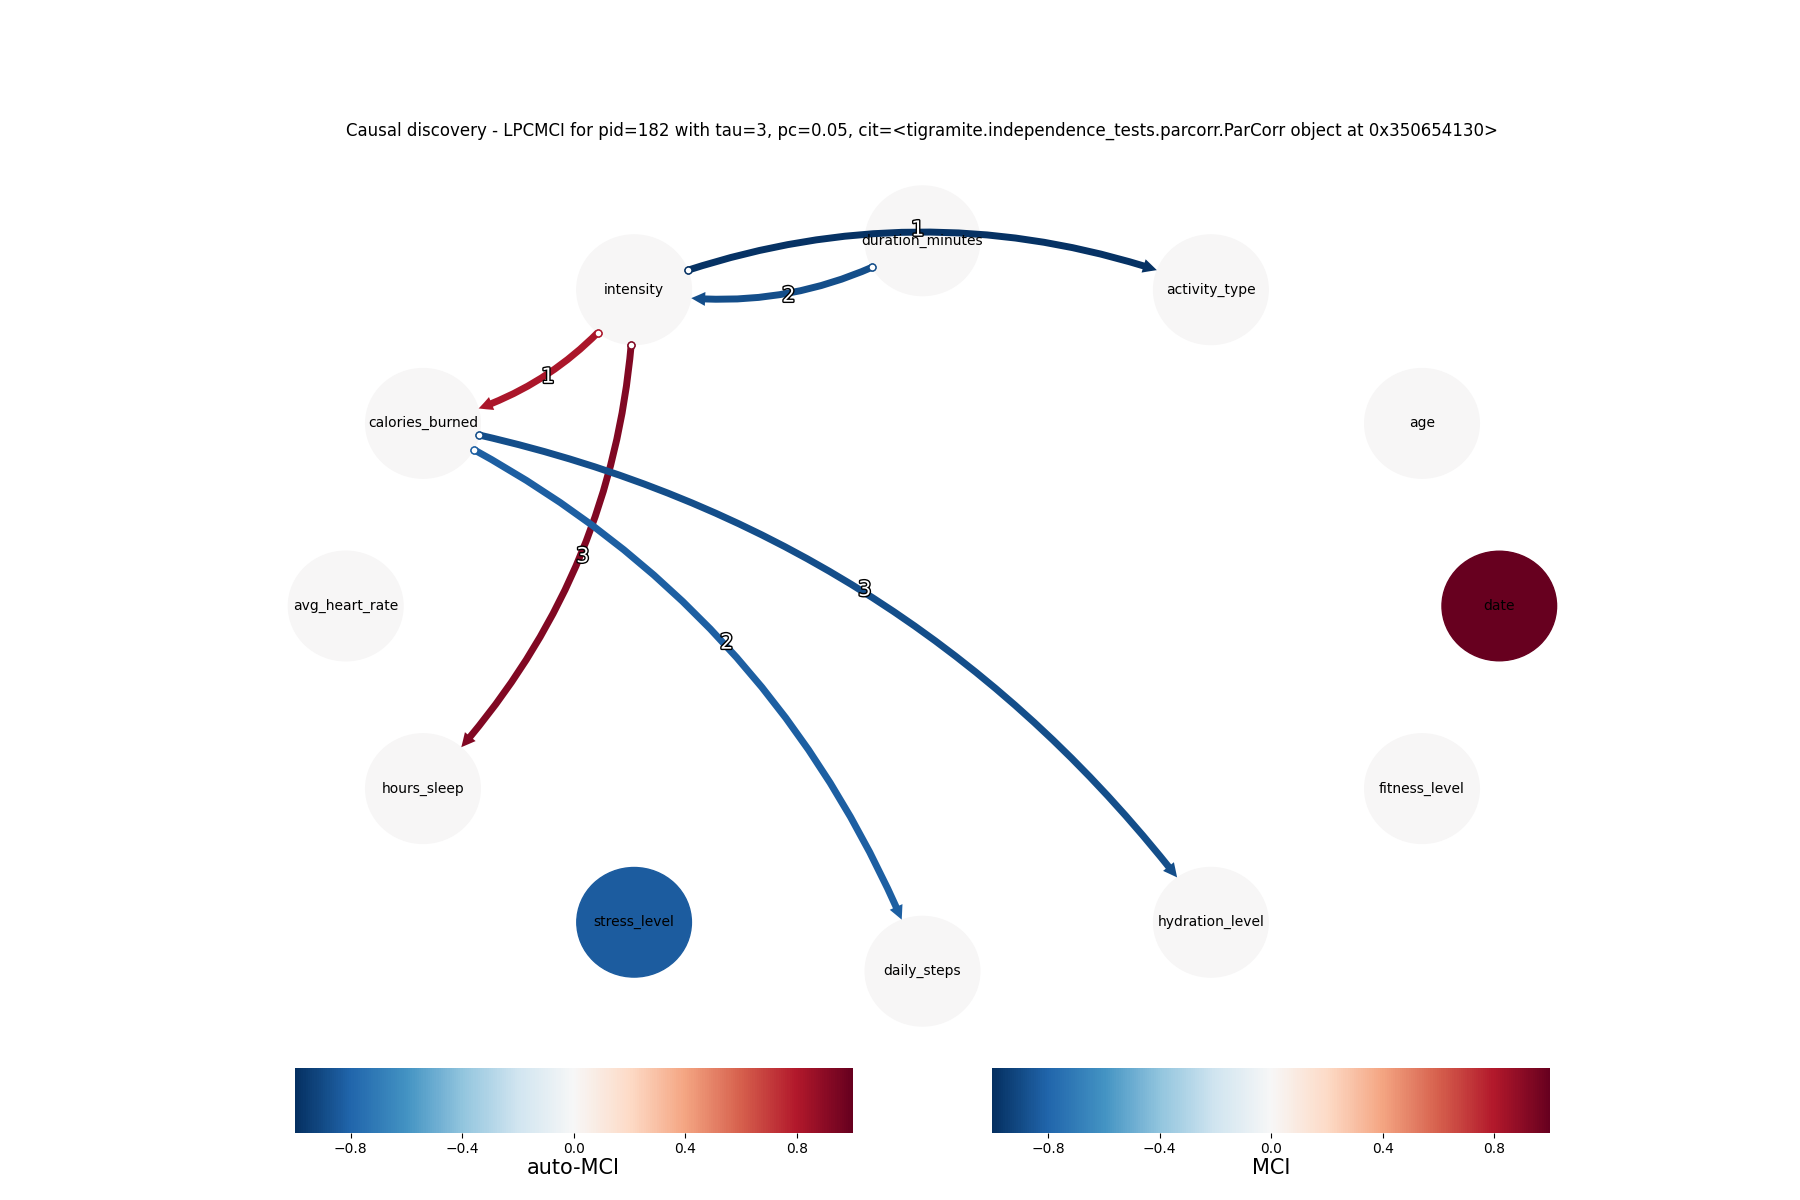 Causal discovery - LPCMCI for pid=182 with tau=3, pc=0.05, cit=<tigramite.independence_tests.parcorr.ParCorr object at 0x350654130>
1
duration_minutes
intensity
2
activity_type
1
calories_burned
age
3
3
avg_heart_rate
date
2
hours_sleep
fitness_level
stress_level
hydration_level
daily_steps
−0.8 −0.4 0.0 0.4 0.8
auto-MCI
−0.8 −0.4 0.0 0.4 0.8
MCI